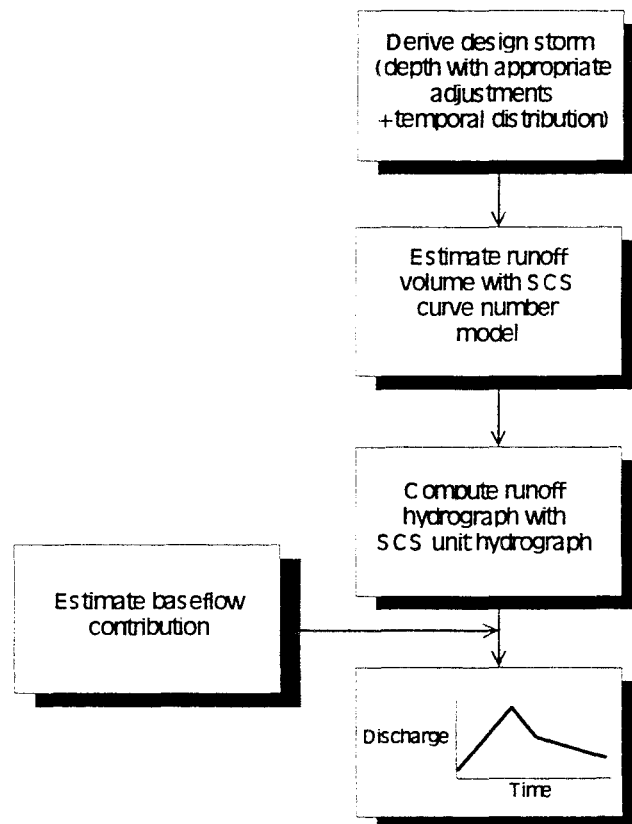 Derive design storm
(depth with appropriate
adjustments
+temporal distribution)
Estimate runoff
volume with SCS
curve number
model
Compute runoff
hydrograph with
SCS unit hydrograph
Estimate baseflow
contribution
Discharge
Time